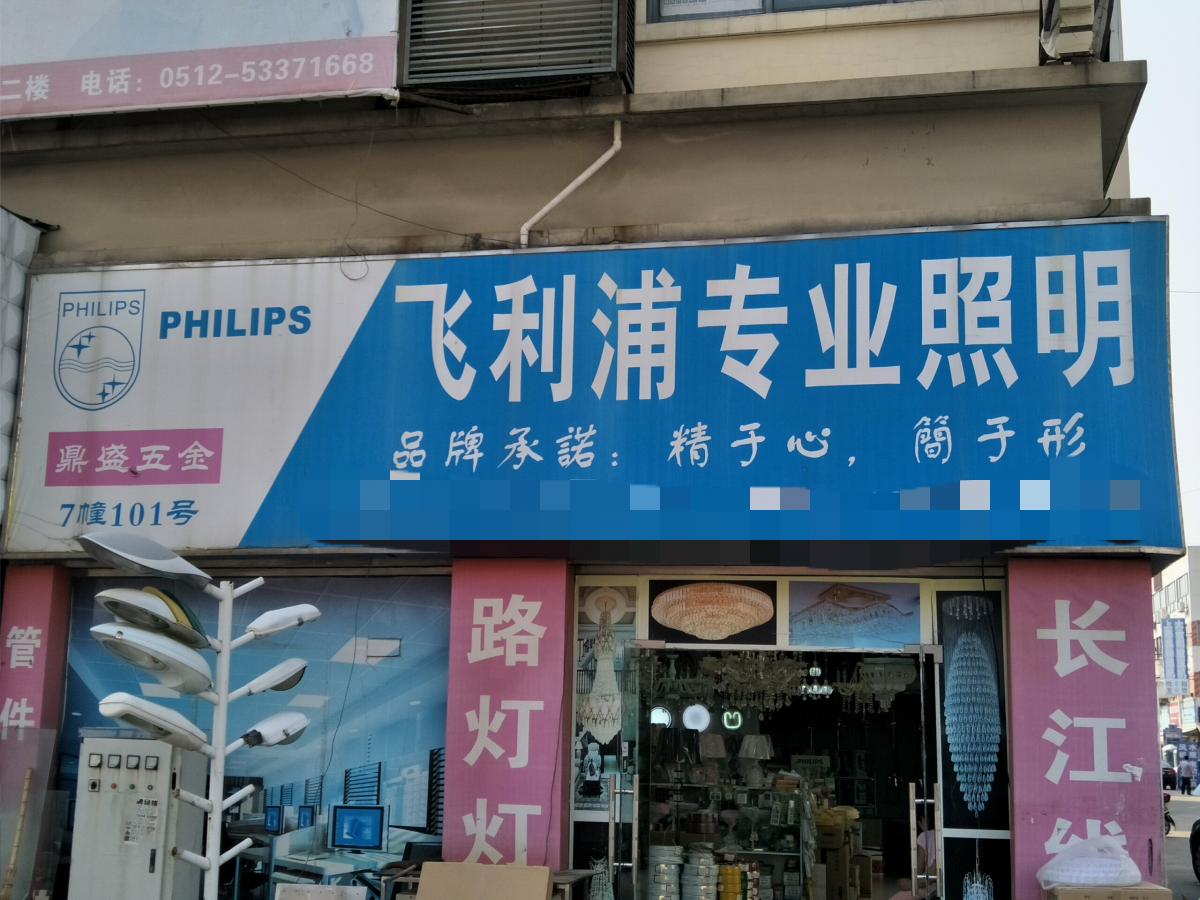 二楼 电话：0512-53371668
PHILIPS
PHILIPS
飞利浦专业照明
品牌承諾：精于心，簡于形
鼎盛五金
7幢101号
管件
路灯灯
长江线
PHILIPS